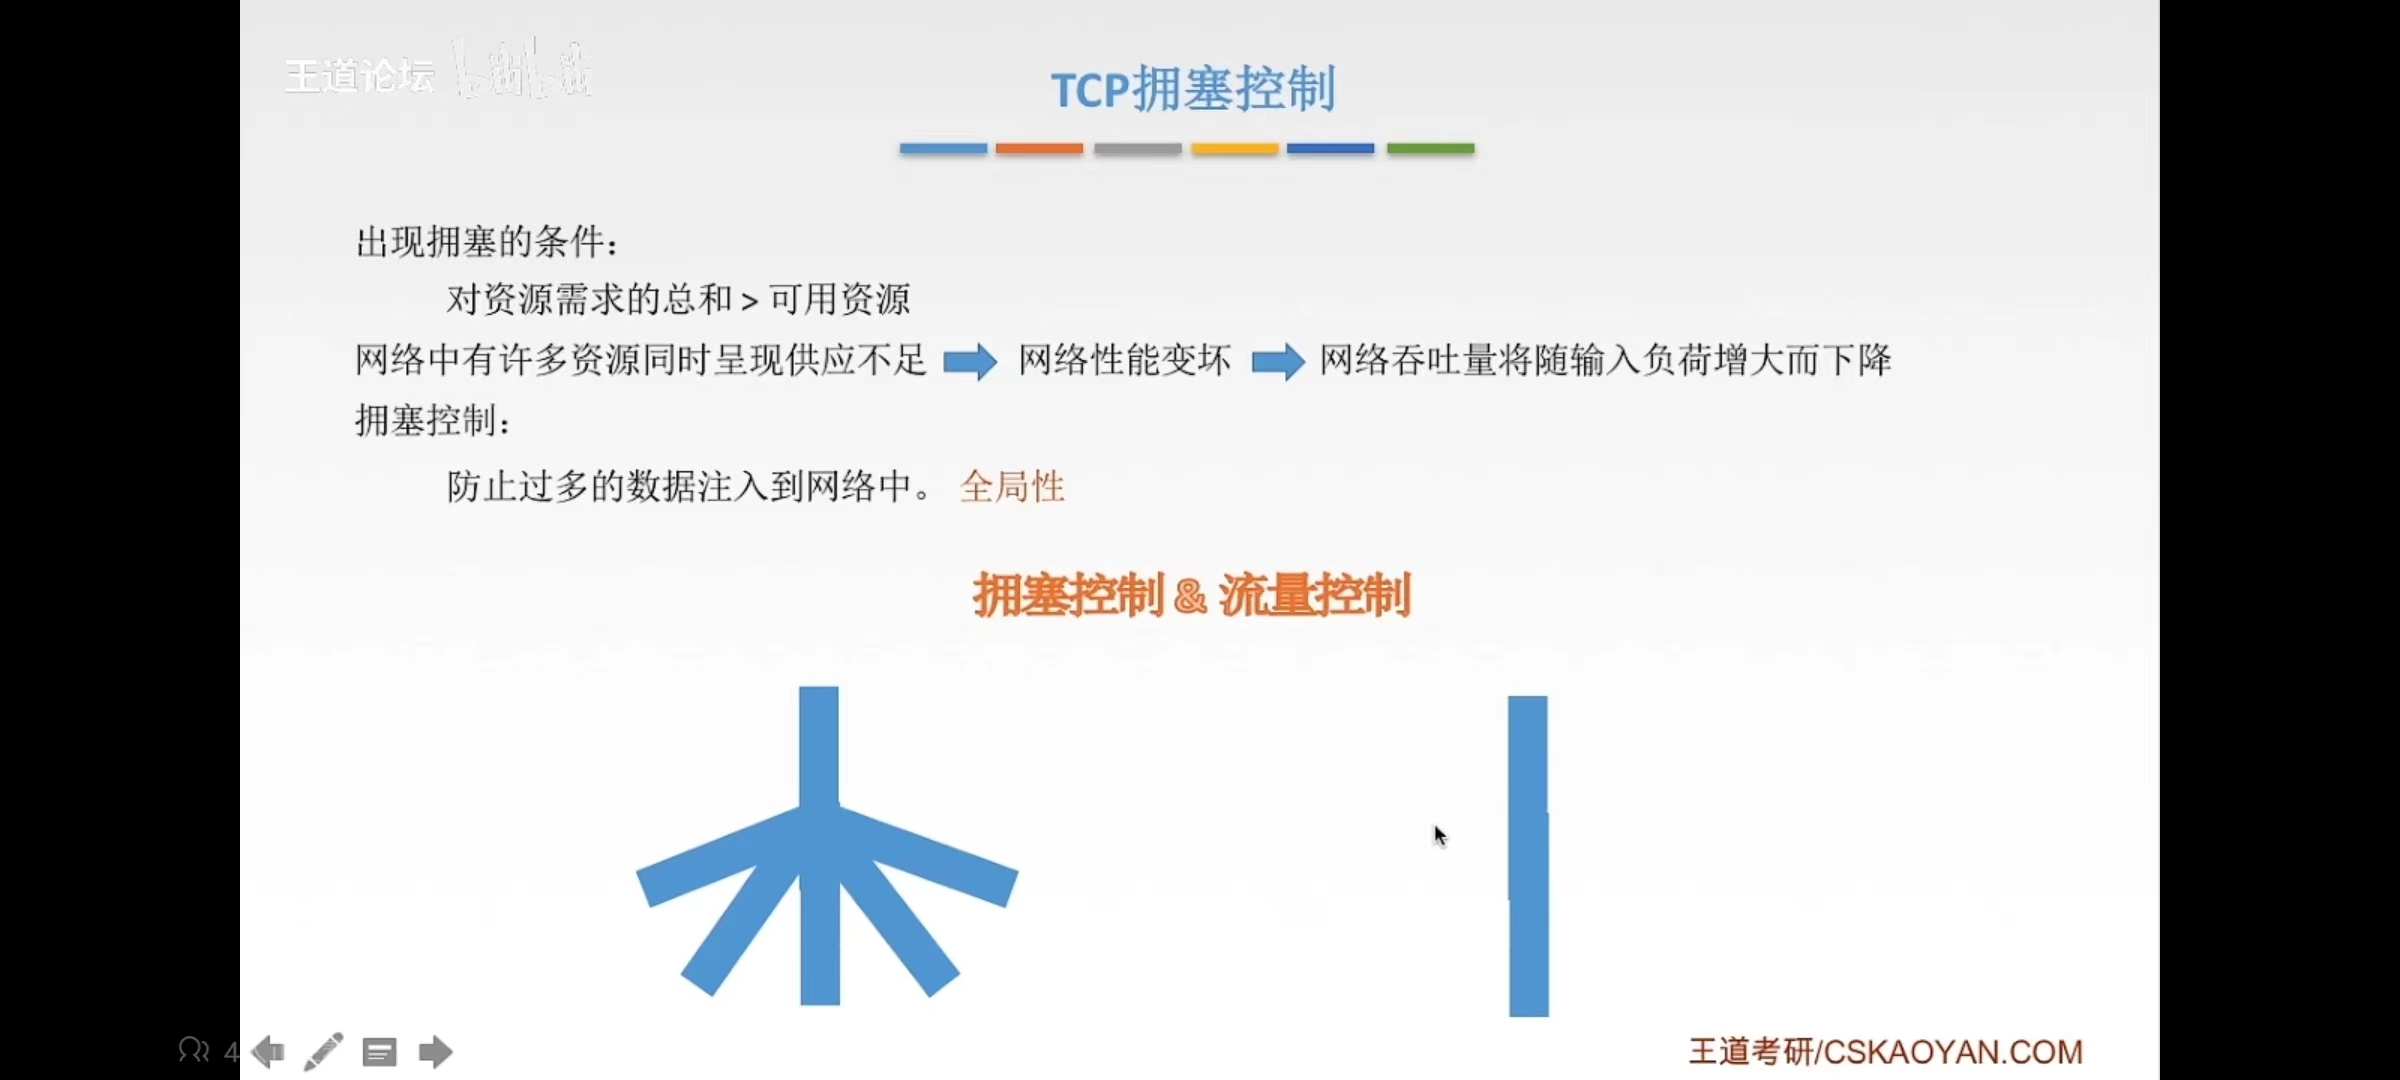 王道论坛 bilibili
TCP拥塞控制
出现拥塞的条件：
对资源需求的总和 > 可用资源
网络中有许多资源同时呈现供应不足 网络性能变坏 网络吞吐量将随输入负荷增大而下降
拥塞控制：
防止过多的数据注入到网络中。 全局性
拥塞控制 & 流量控制
4
王道考研/CSKAOYAN.COM